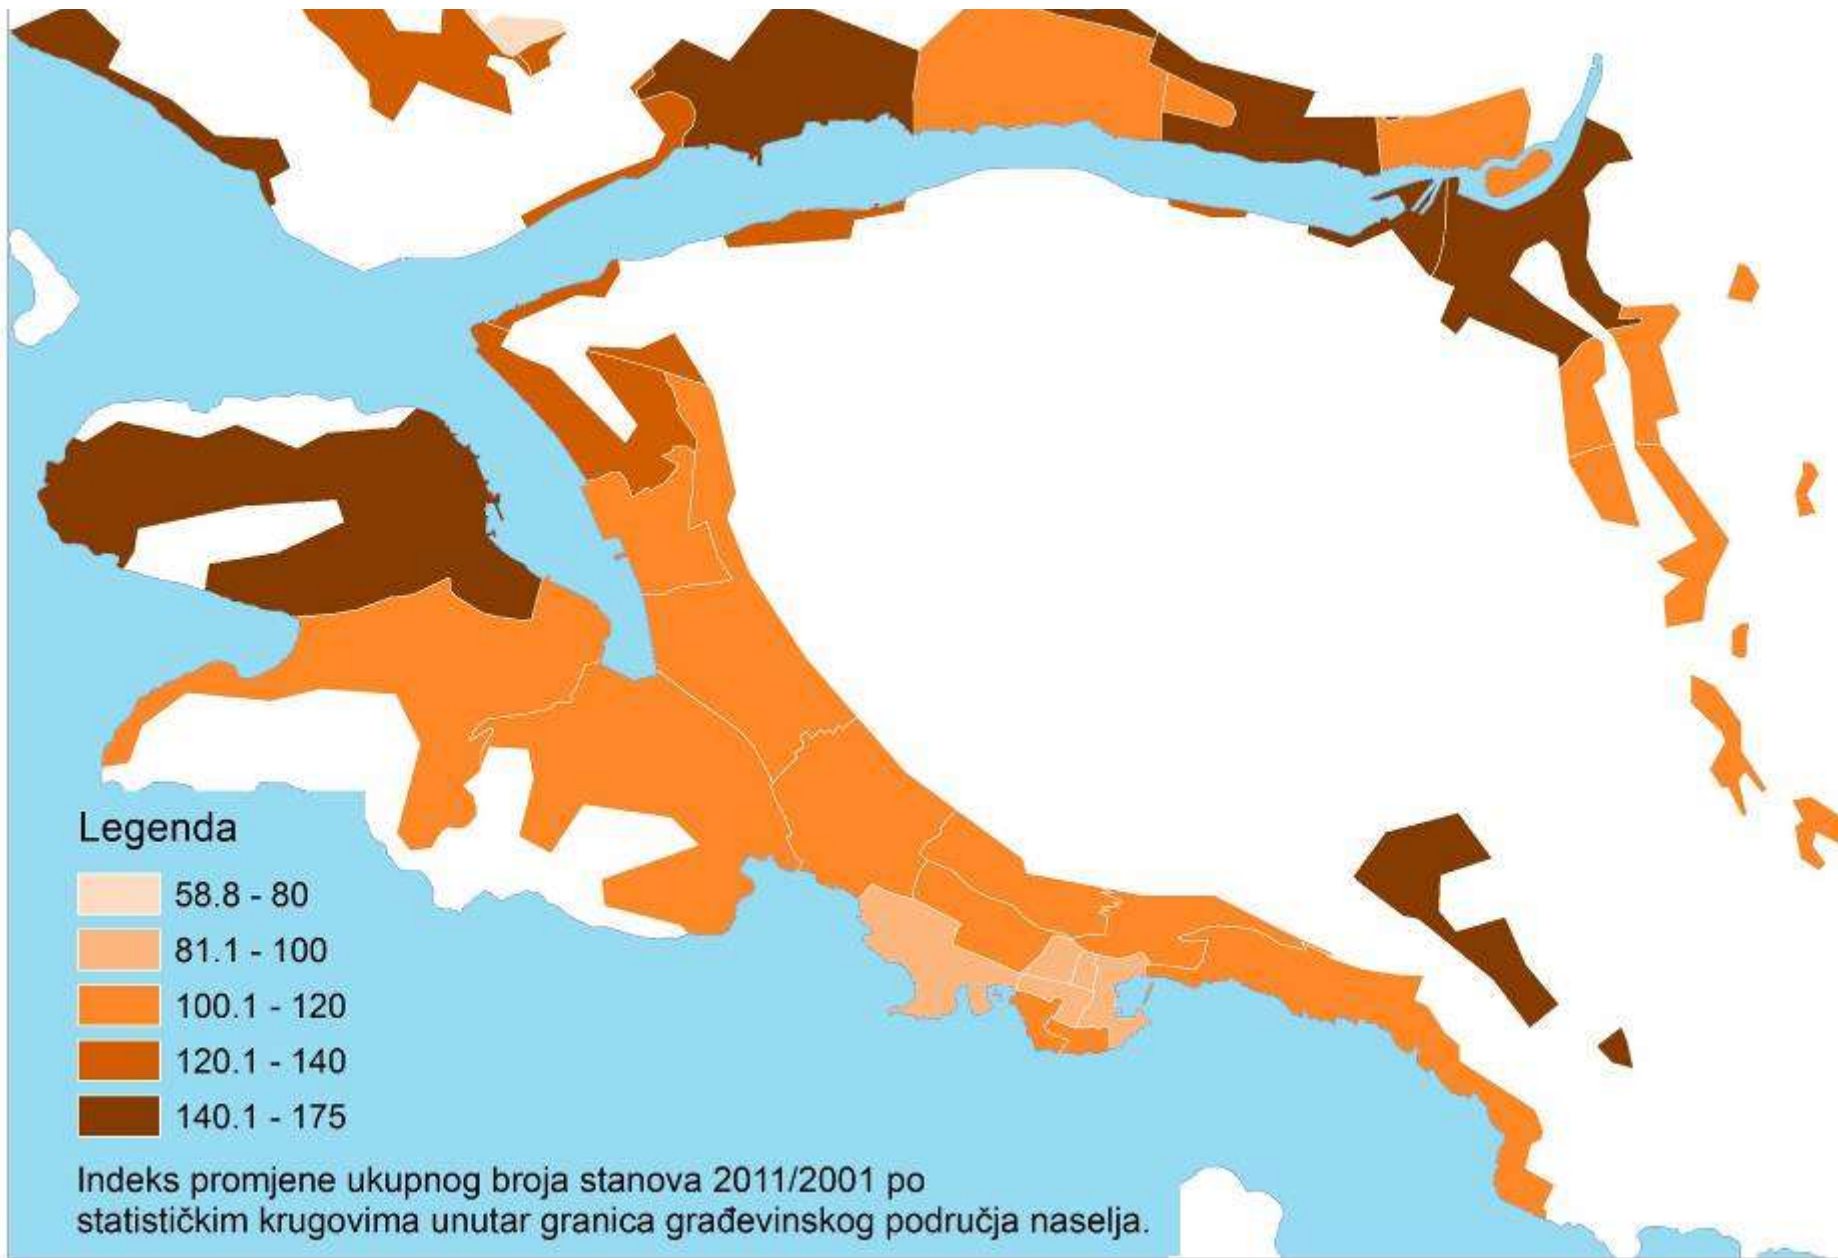 Legenda
58.8 - 80
81.1 - 100
100.1 - 120
120.1 - 140
140.1 - 175
Indeks promjene ukupnog broja stanova 2011/2001 po
statističkim krugovima unutar granica građevinskog područja naselja.